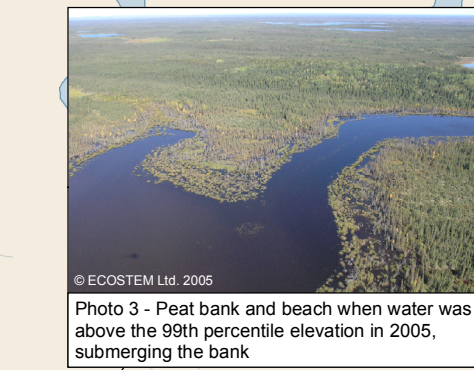 © ECOSTEM Ltd. 2005
Photo 3 - Peat bank and beach when water was
above the 99th percentile elevation in 2005,
submerging the bank